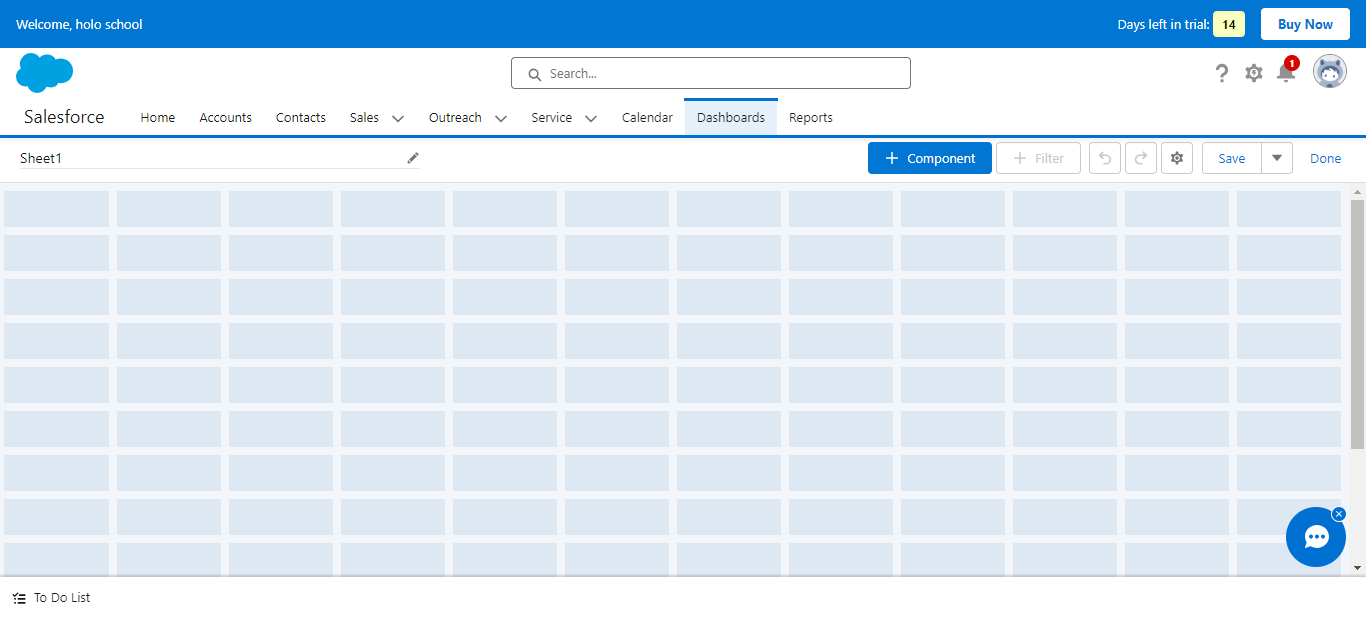 Welcome, holo school
Days left in trial: 14 Buy Now
Search...
1
Salesforce Home Accounts Contacts Sales Outreach Service Calendar Dashboards Reports
Sheet1 Component Filter Save Done
To Do List